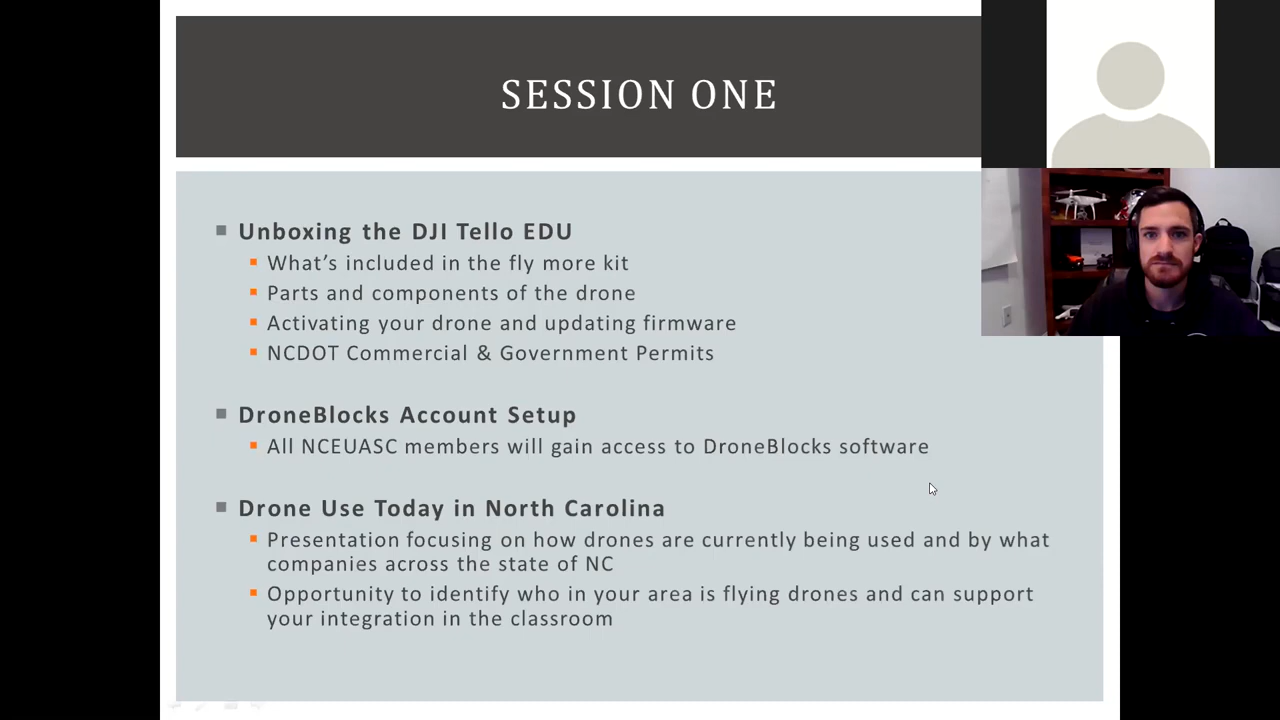 SESSION ONE
Unboxing the DJI Tello EDU
What’s included in the fly more kit
Parts and components of the drone
Activating your drone and updating firmware
NCDOT Commercial & Government Permits
DroneBlocks Account Setup
All NCEUASC members will gain access to DroneBlocks software
Drone Use Today in North Carolina
Presentation focusing on how drones are currently being used and by what
companies across the state of NC
Opportunity to identify who in your area is flying drones and can support
your integration in the classroom